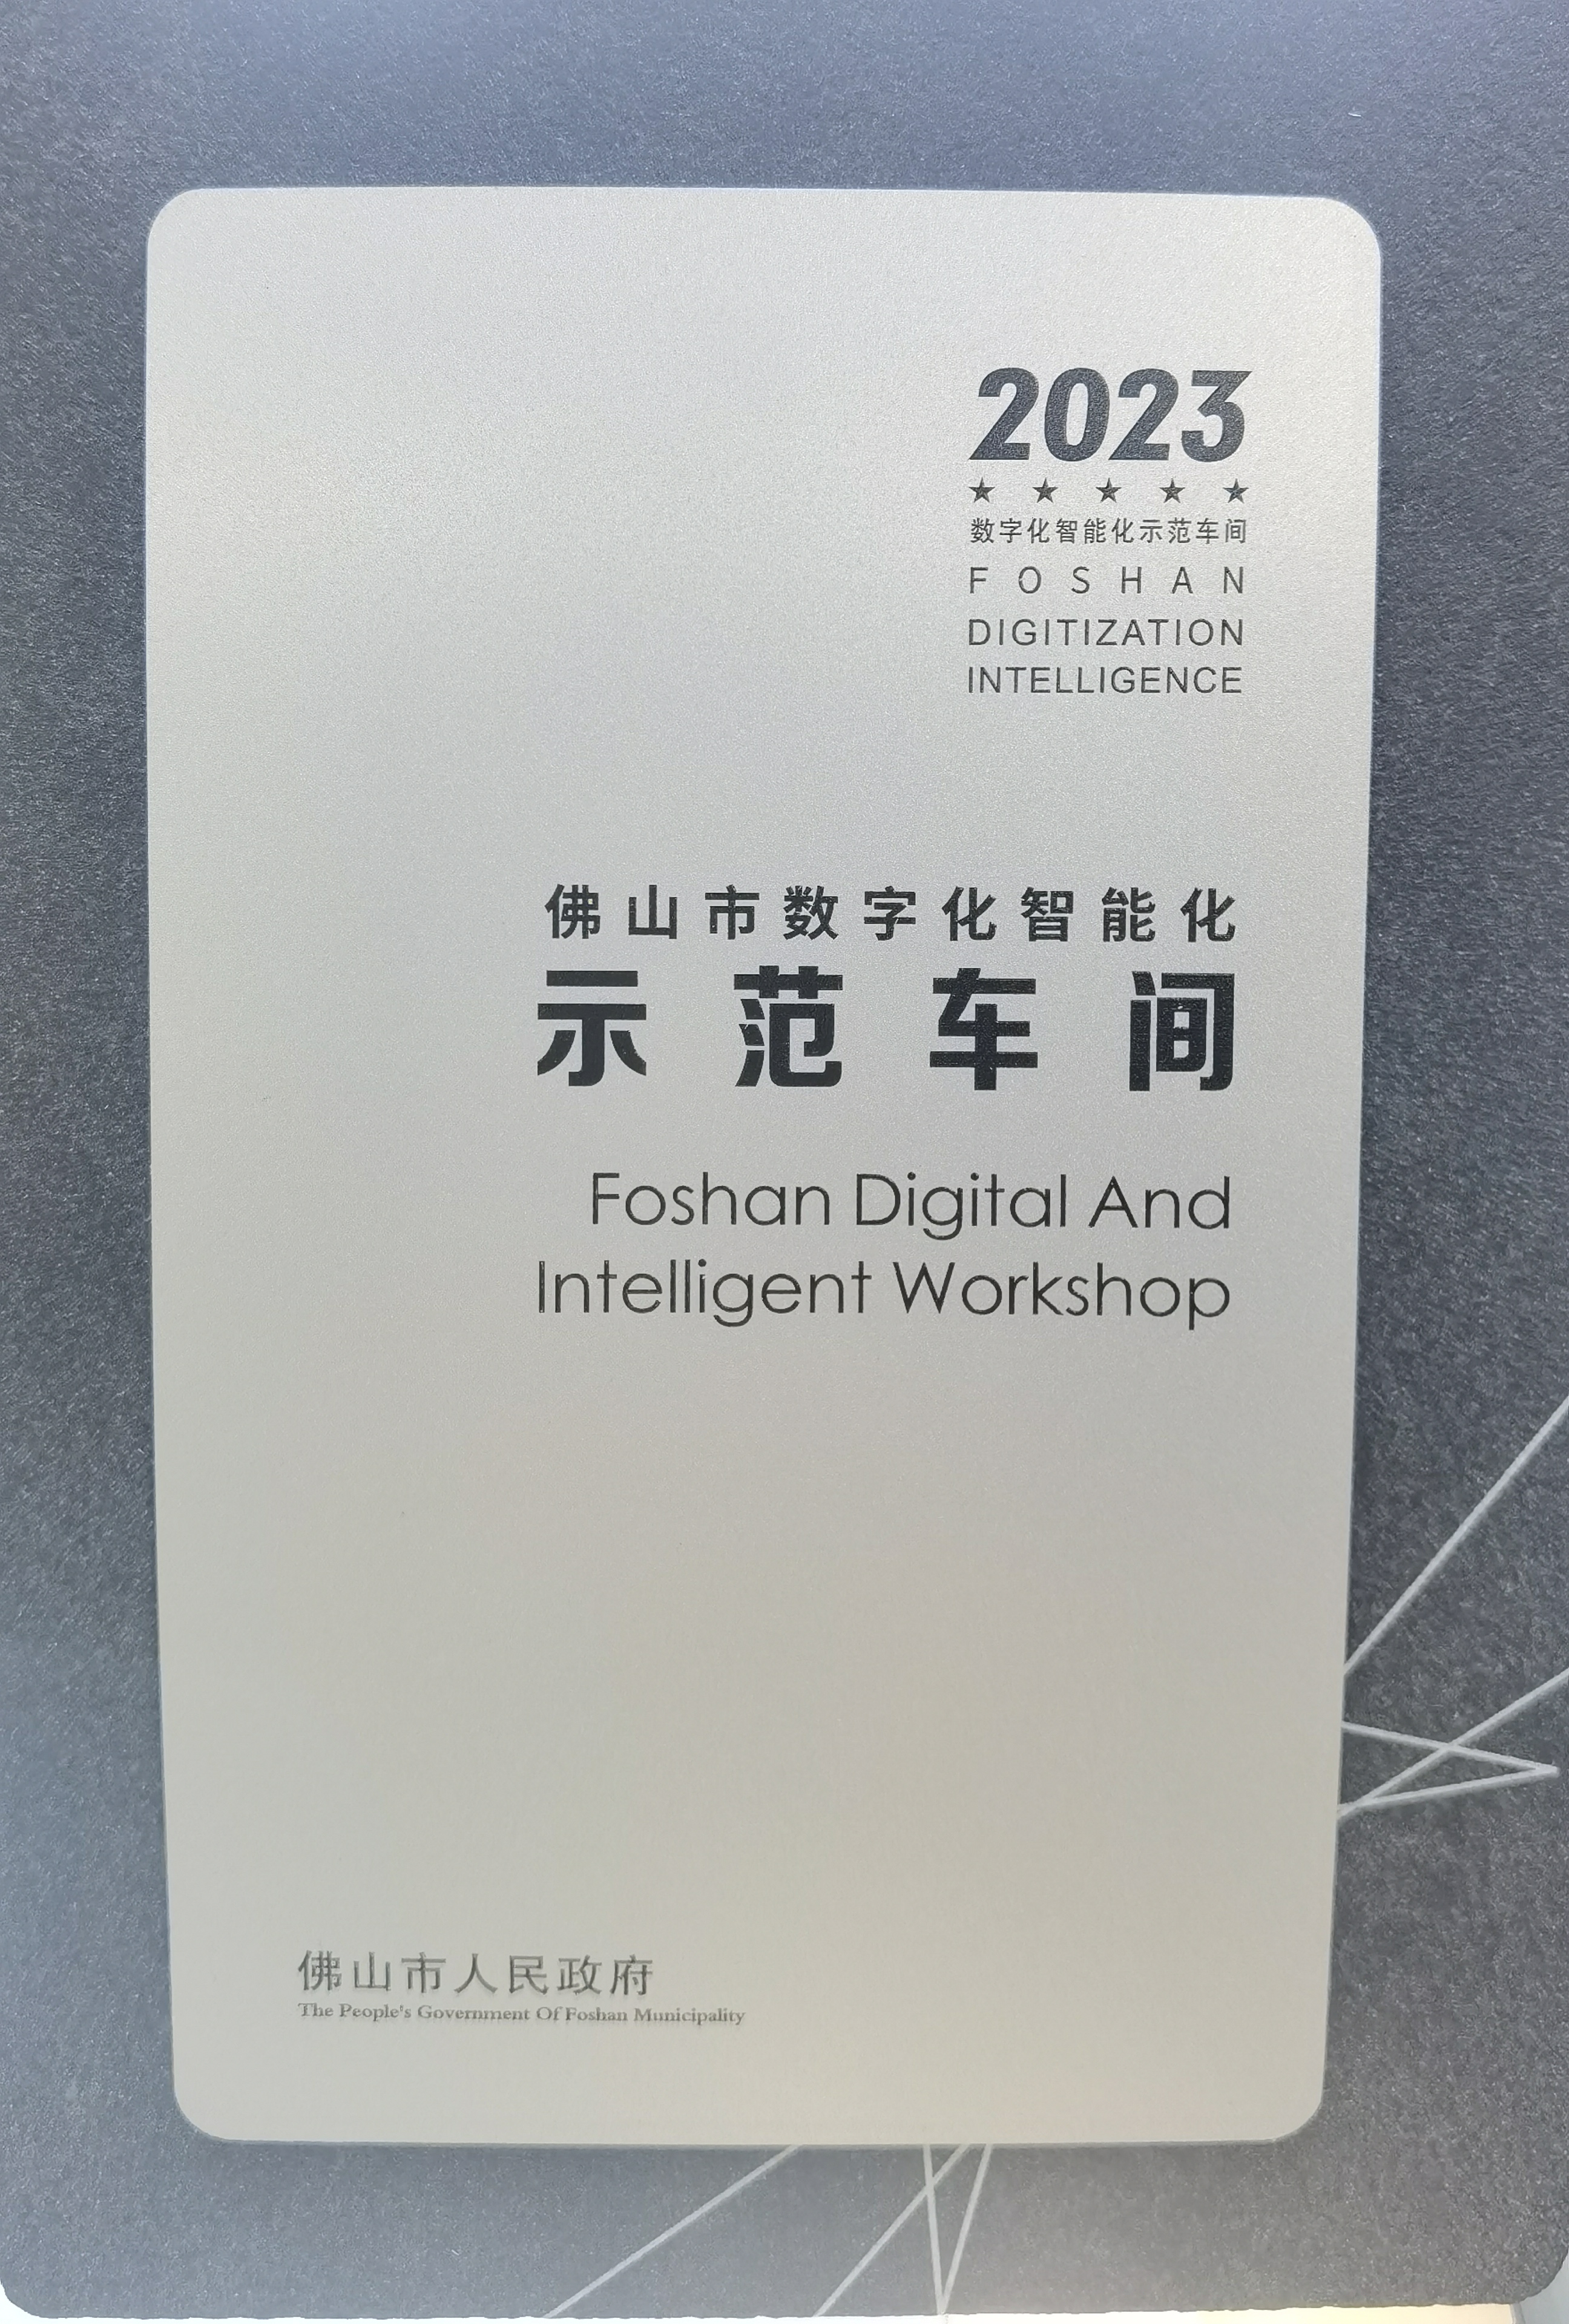 2023
★ ★ ★ ★ ★
数字化智能化示范车间
FOSHAN
DIGITIZATION
INTELLIGENCE
佛山市数字化智能化
示范车间
Foshan Digital And
Intelligent Workshop
佛山市人民政府
The People's Government Of Foshan Municipality